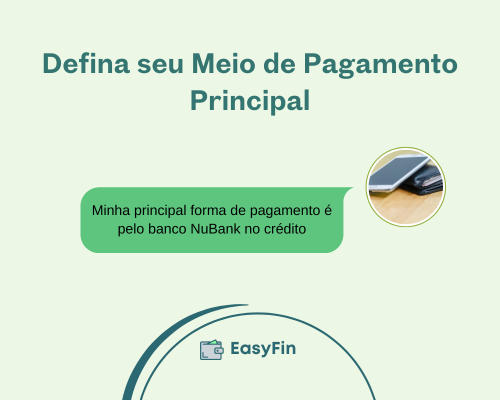 Defina seu Meio de Pagamento
Principal
Minha principal forma de pagamento é
pelo banco NuBank no crédito
EasyFin